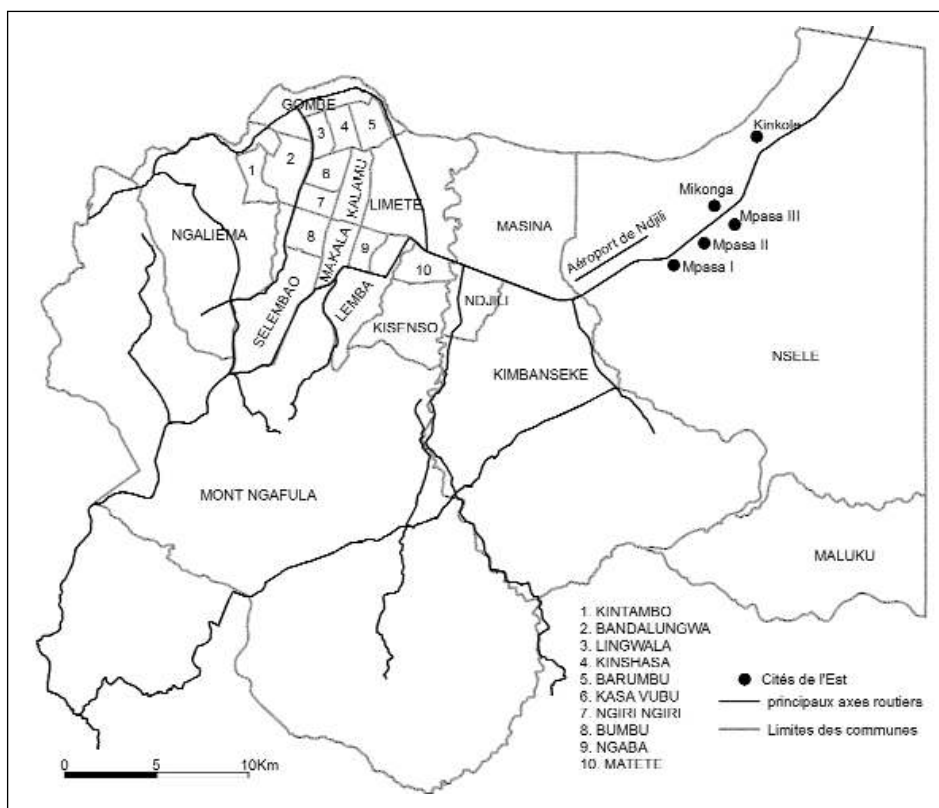 GOMBE
1
2
3
4
5
6
7
8
9
10
KALAMU
LIMETE
NGALIEMA
MAKALA
SELEMBAO
LEMBA
KISENSO
MASINA
NDJILI
KIMBANSEKE
Aéroport de Ndjili
Kinkole
Mikonga
Mpasa III
Mpasa II
Mpasa I
NSELE
MONT NGAFULA
MALUKU
1. KINTAMBO
2. BANDALUNGWA
3. LINGWALA
4. KINSHASA
5. BARUMBU
6. KASA VUBU
7. NGIRI NGIRI
8. BUMBU
9. NGABA
10. MATETE
Cités de l'Est
principaux axes routiers
Limites des communes
0 5 10Km